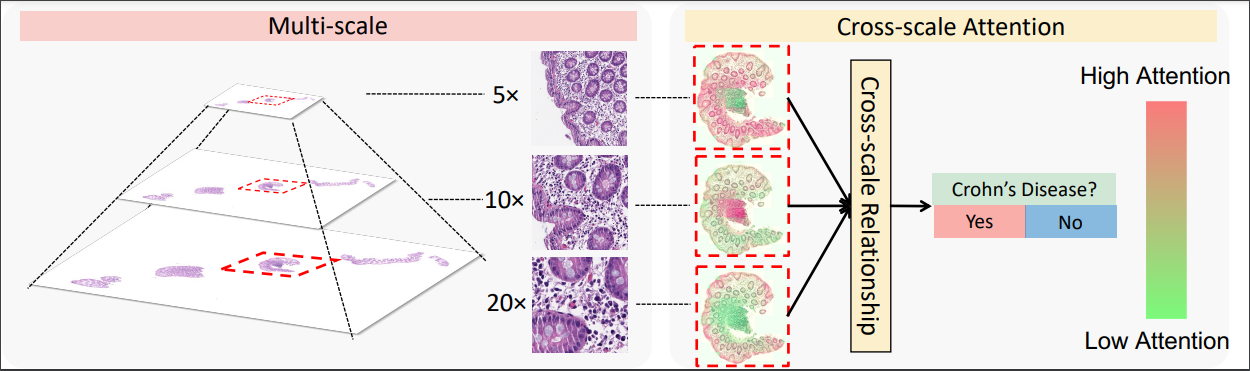 Multi-scale
Cross-scale Attention
5×
10×
20×
Cross-scale Relationship
Crohn's Disease?
Yes
No
High Attention
Low Attention